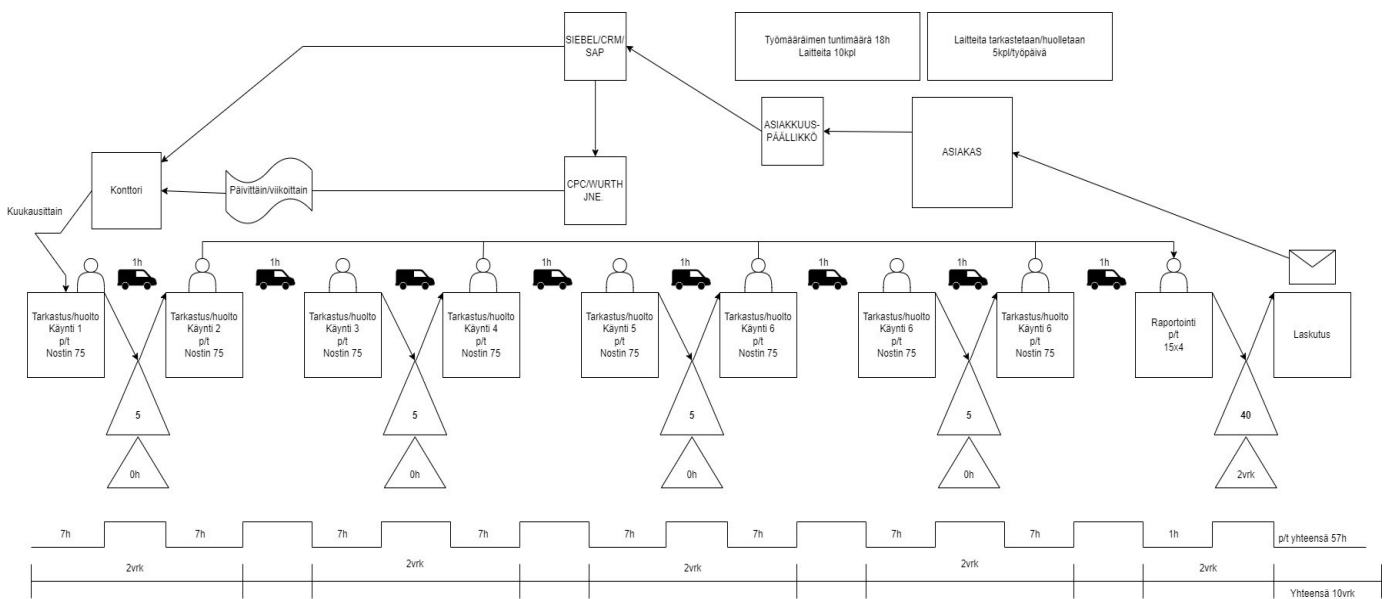 SIEBEL/CRM/
SAP
Työmääräimen tuntimäärä 18h
Laitteita 10kpl
Laitteita tarkastetaan/huolletaan
5kpl/työpäivä
ASIAKKUUS-
PÄÄLLIKKÖ
ASIAKAS
Konttori
Päivittäin/viikoittain
CPC/WURTH
JNE.
Kuukausittain
1h
1h
1h
1h
1h
1h
1h
1h
1h
Tarkastus/huolto
Käynti 1
p/t
Nostin 75
Tarkastus/huolto
Käynti 2
p/t
Nostin 75
Tarkastus/huolto
Käynti 3
p/t
Nostin 75
Tarkastus/huolto
Käynti 4
p/t
Nostin 75
Tarkastus/huolto
Käynti 5
p/t
Nostin 75
Tarkastus/huolto
Käynti 6
p/t
Nostin 75
Tarkastus/huolto
Käynti 6
p/t
Nostin 75
Tarkastus/huolto
Käynti 6
p/t
Nostin 75
Raportointi
p/t
15x4
Laskutus
5
5
5
5
40
0h
0h
0h
0h
2vrk
7h
7h
7h
7h
7h
7h
7h
7h
1h
p/t yhteensä 57h
2vrk
2vrk
2vrk
2vrk
2vrk
Yhteensä 10vrk